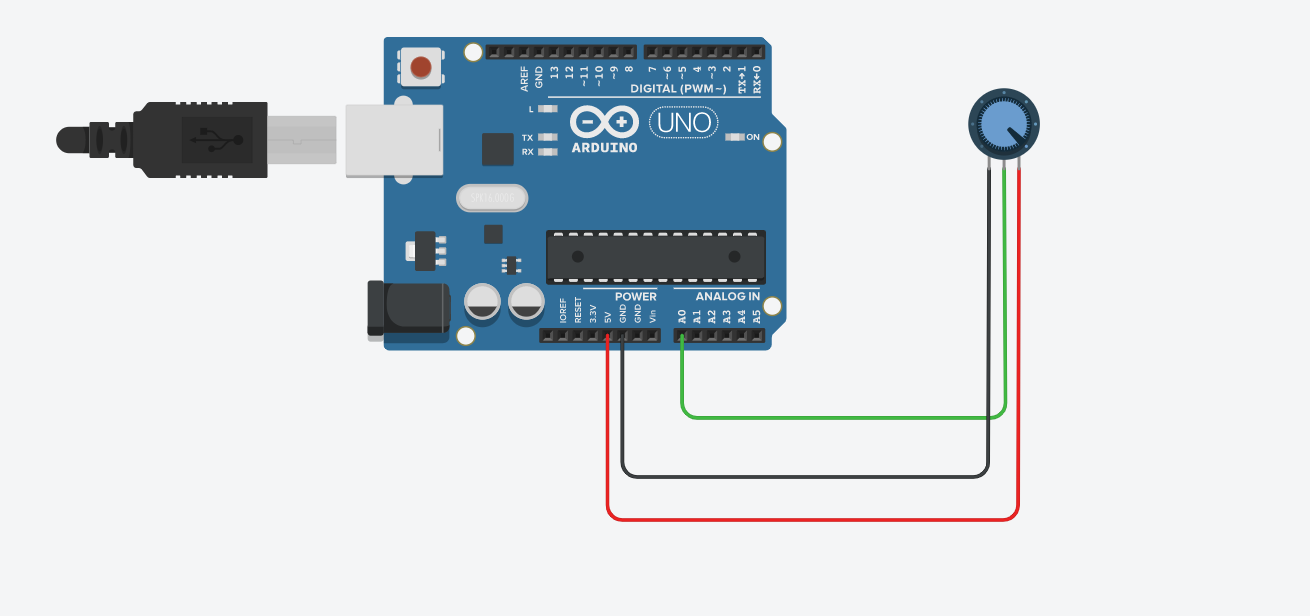 AREF
GND
13
12
~11
~10
~9
8
7
~6
~5
4
~3
2
TX→1
RX←0
DIGITAL (PWM~)
L
TX
RX
ARDUINO
UNO
ON
POWER
ANALOG IN
IOREF
RESET
3.3V
5V
GND
GND
Vin
A0
A1
A2
A3
A4
A5